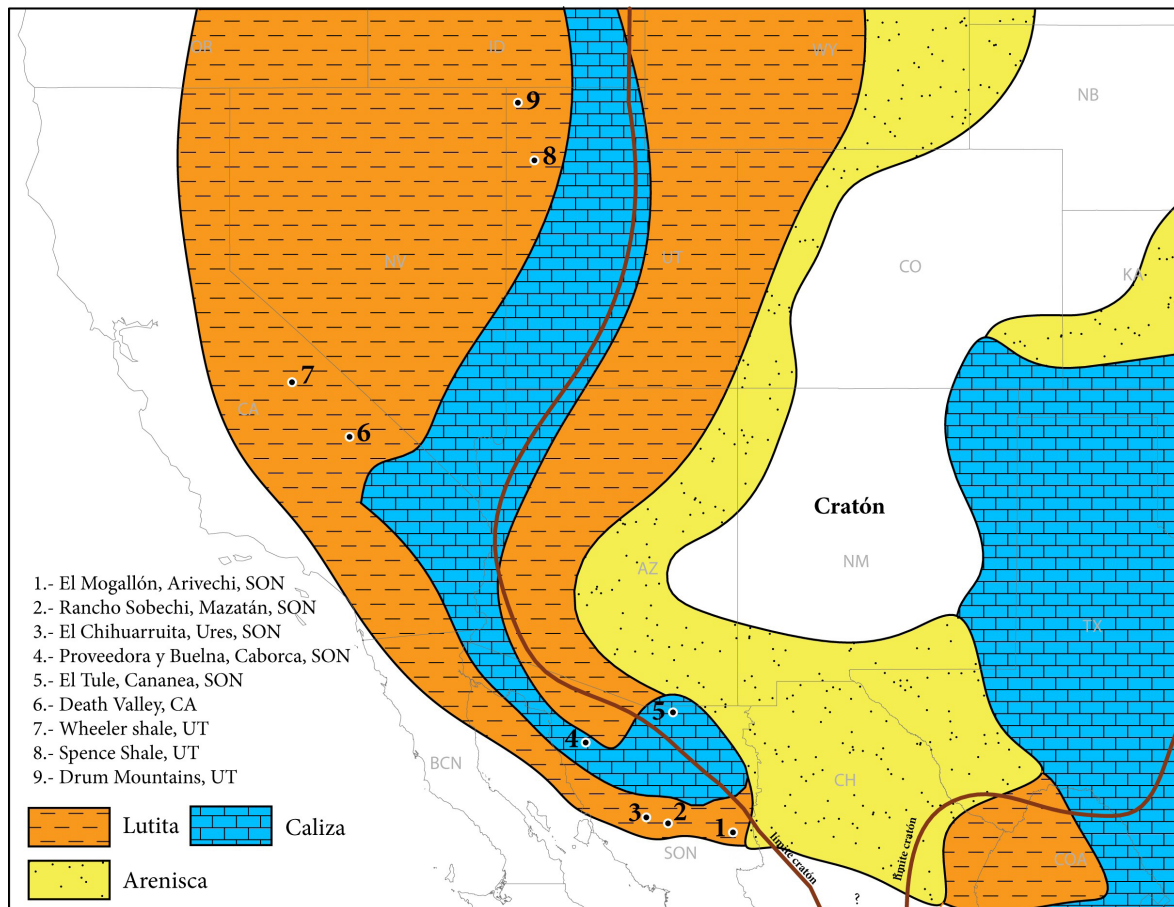 OR
ID
WY
9
NB
8
NV
UT
CO
KA
7
CA
6
Cratón
AZ
NM
1.- El Mogallón, Arivechi, SON
2.- Rancho Sobechi, Mazatán, SON
3.- El Chihuarruita, Ures, SON
4.- Proveedora y Buelna, Caborca, SON
5.- El Tule, Cananea, SON
6.- Death Valley, CA
7.- Wheeler shale, UT
8.- Spence Shale, UT
9.- Drum Mountains, UT
TX
5
4
BCN
CH
3
2
1
SON
límite cratón
límite cratón
COA
?
Lutita
Caliza
Arenisca